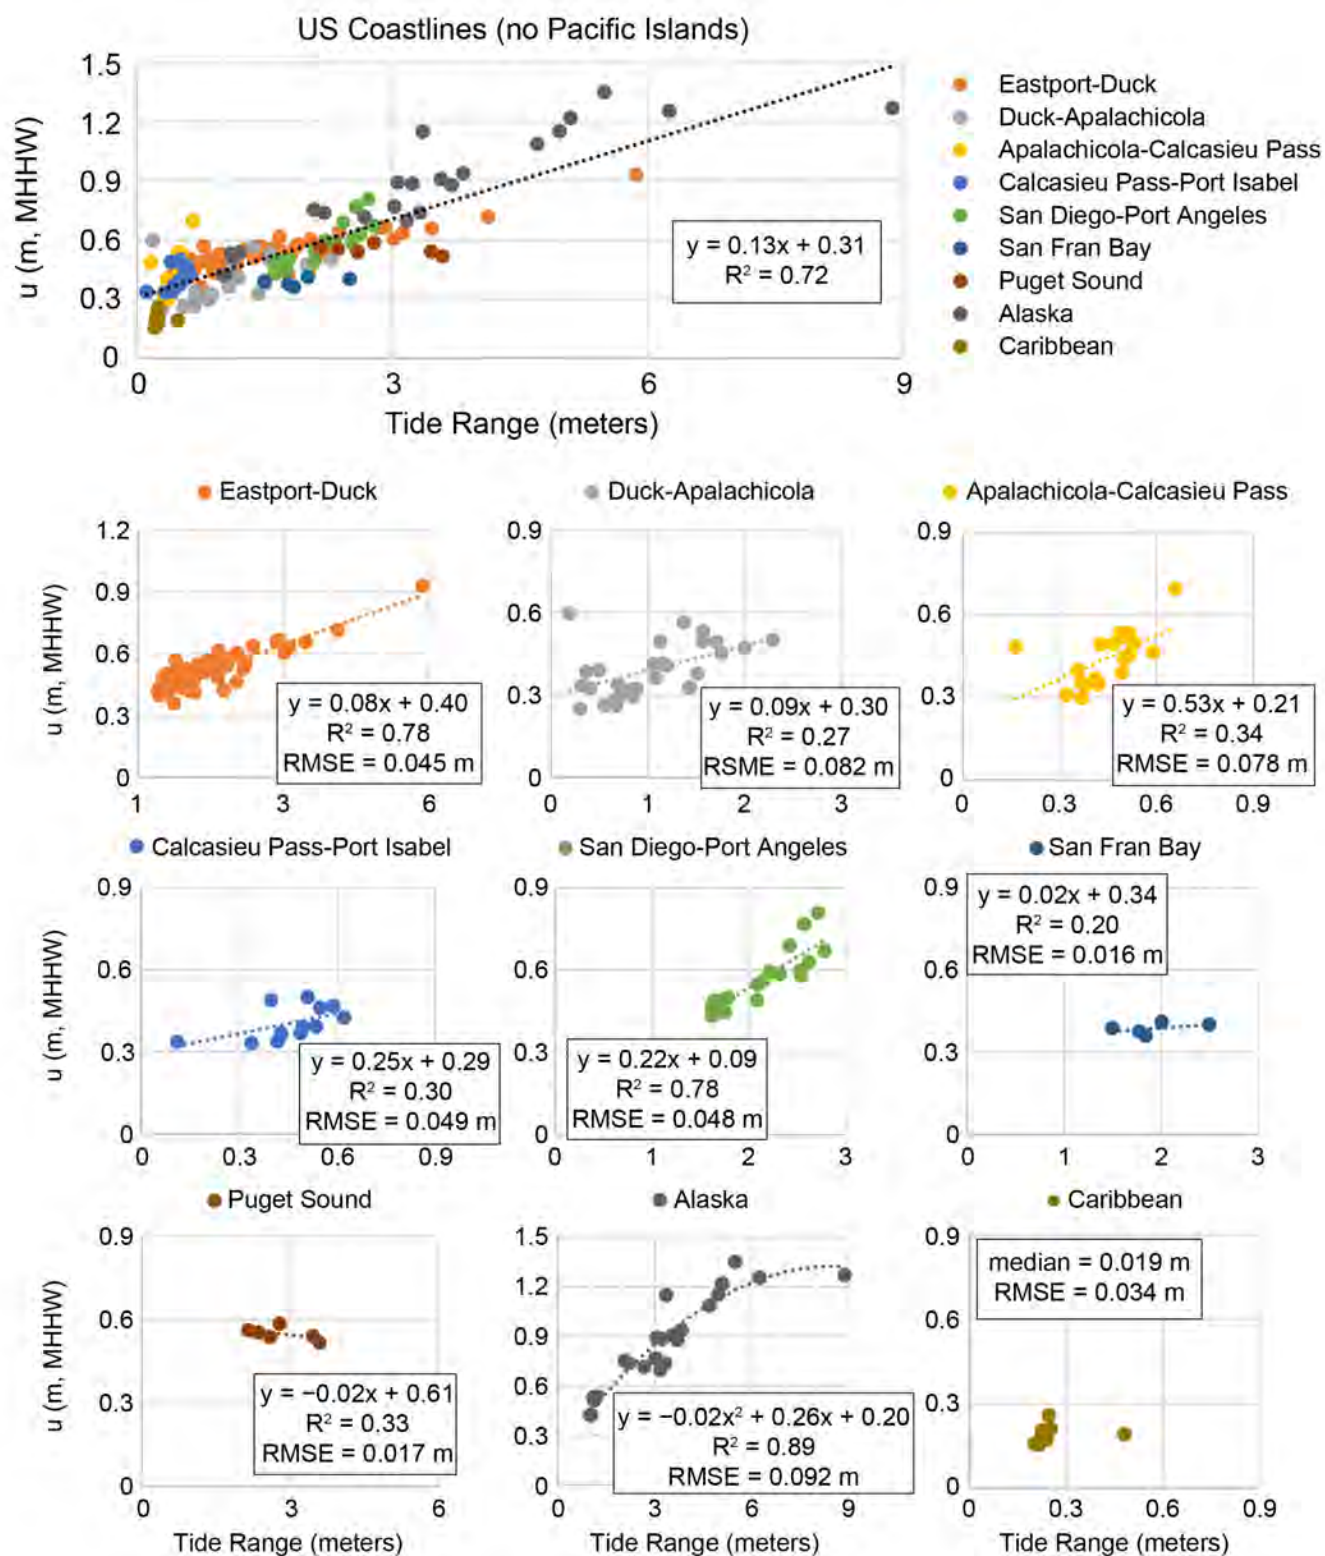 US Coastlines (no Pacific Islands)
u (m, MHHW)
1.5
1.2
0.9
0.6
0.3
0
0
3
6
9
Tide Range (meters)
y = 0.13x + 0.31
R² = 0.72
Eastport-Duck
Duck-Apalachicola
Apalachicola-Calcasieu Pass
Calcasieu Pass-Port Isabel
San Diego-Port Angeles
San Fran Bay
Puget Sound
Alaska
Caribbean
Eastport-Duck
u (m, MHHW)
1.2
0.9
0.6
0.3
0
1
3
6
y = 0.08x + 0.40
R² = 0.78
RMSE = 0.045 m
Duck-Apalachicola
0.9
0.6
0.3
0
0
1
2
3
y = 0.09x + 0.30
R² = 0.27
RSME = 0.082 m
Apalachicola-Calcasieu Pass
0.9
0.6
0.3
0
0
0.3
0.6
0.9
y = 0.53x + 0.21
R² = 0.34
RMSE = 0.078 m
Calcasieu Pass-Port Isabel
u (m, MHHW)
0.9
0.6
0.3
0
0
0.3
0.6
0.9
y = 0.25x + 0.29
R² = 0.30
RMSE = 0.049 m
San Diego-Port Angeles
0.9
0.6
0.3
0
0
1
2
3
y = 0.22x + 0.09
R² = 0.78
RMSE = 0.048 m
San Fran Bay
0.9
0.6
0.3
0
1
2
3
y = 0.02x + 0.34
R² = 0.20
RMSE = 0.016 m
Puget Sound
u (m, MHHW)
0.9
0.6
0.3
0
0
3
6
Tide Range (meters)
y = −0.02x + 0.61
R² = 0.33
RMSE = 0.017 m
Alaska
1.5
1.2
0.9
0.6
0.3
0
0
3
6
9
Tide Range (meters)
y = −0.02x² + 0.26x + 0.20
R² = 0.89
RMSE = 0.092 m
Caribbean
0.9
0.6
0.3
0
0
0.3
0.6
0.9
Tide Range (meters)
median = 0.019 m
RMSE = 0.034 m